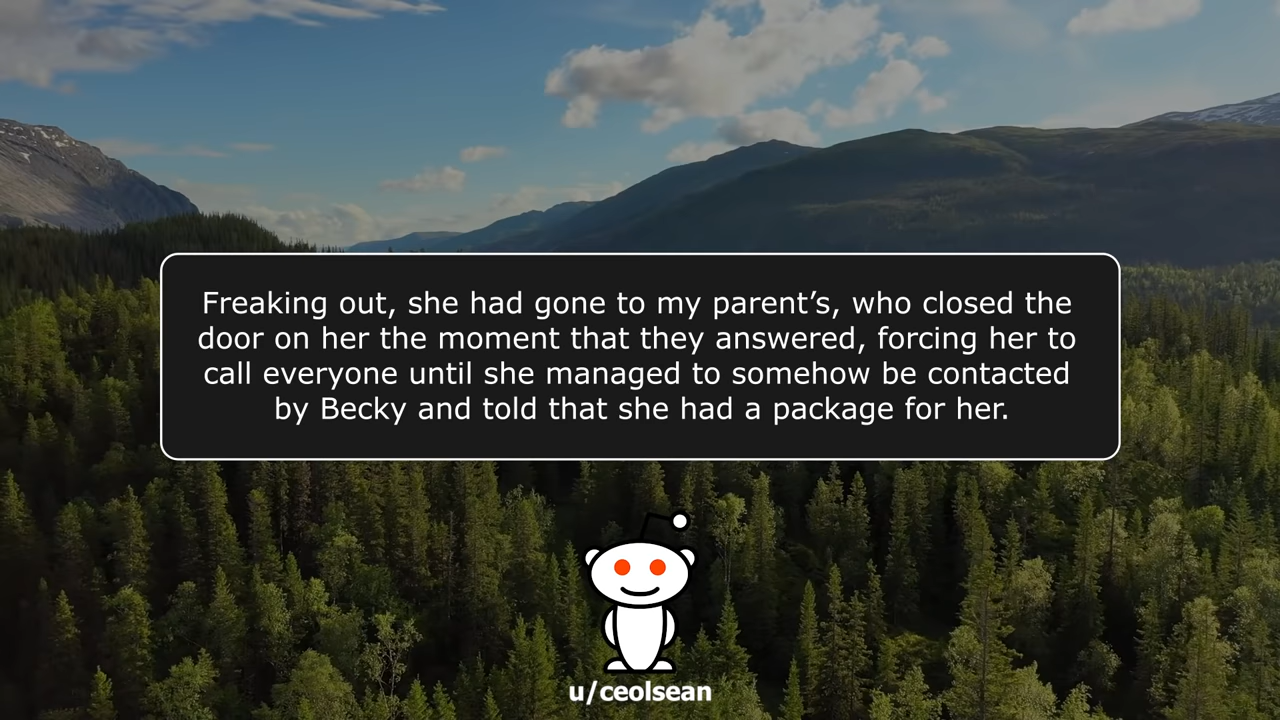 Freaking out, she had gone to my parent’s, who closed the
door on her the moment that they answered, forcing her to
call everyone until she managed to somehow be contacted
by Becky and told that she had a package for her.
u/ceolsean